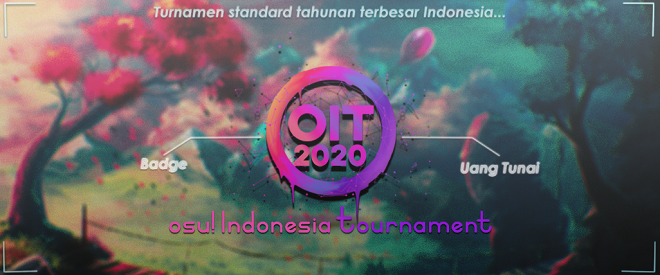 Turnamen standard tahunan terbesar Indonesia...
OIT
2020
Badge
Uang Tunai
osu! Indonesia tournament